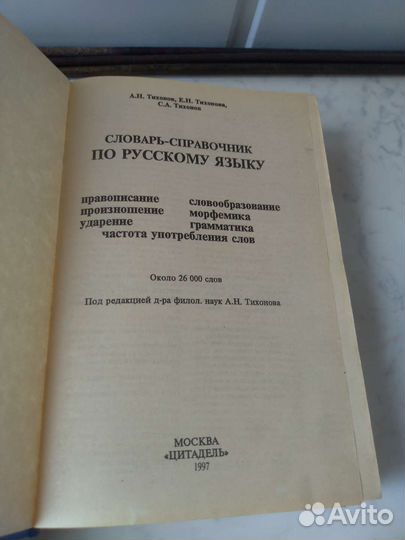 А.Н. Тихонов, Е.Н. Тихонова,
С.А. Тихонов
СЛОВАРЬ-СПРАВОЧНИК
ПО РУССКОМУ ЯЗЫКУ
правописание словообразование
произношение морфемика
ударение грамматика
частота употребления слов
Около 26 000 слов
Под редакцией д-ра филол. наук А.Н. Тихонова
МОСКВА
«ЦИТАДЕЛЬ»
1997
Avito